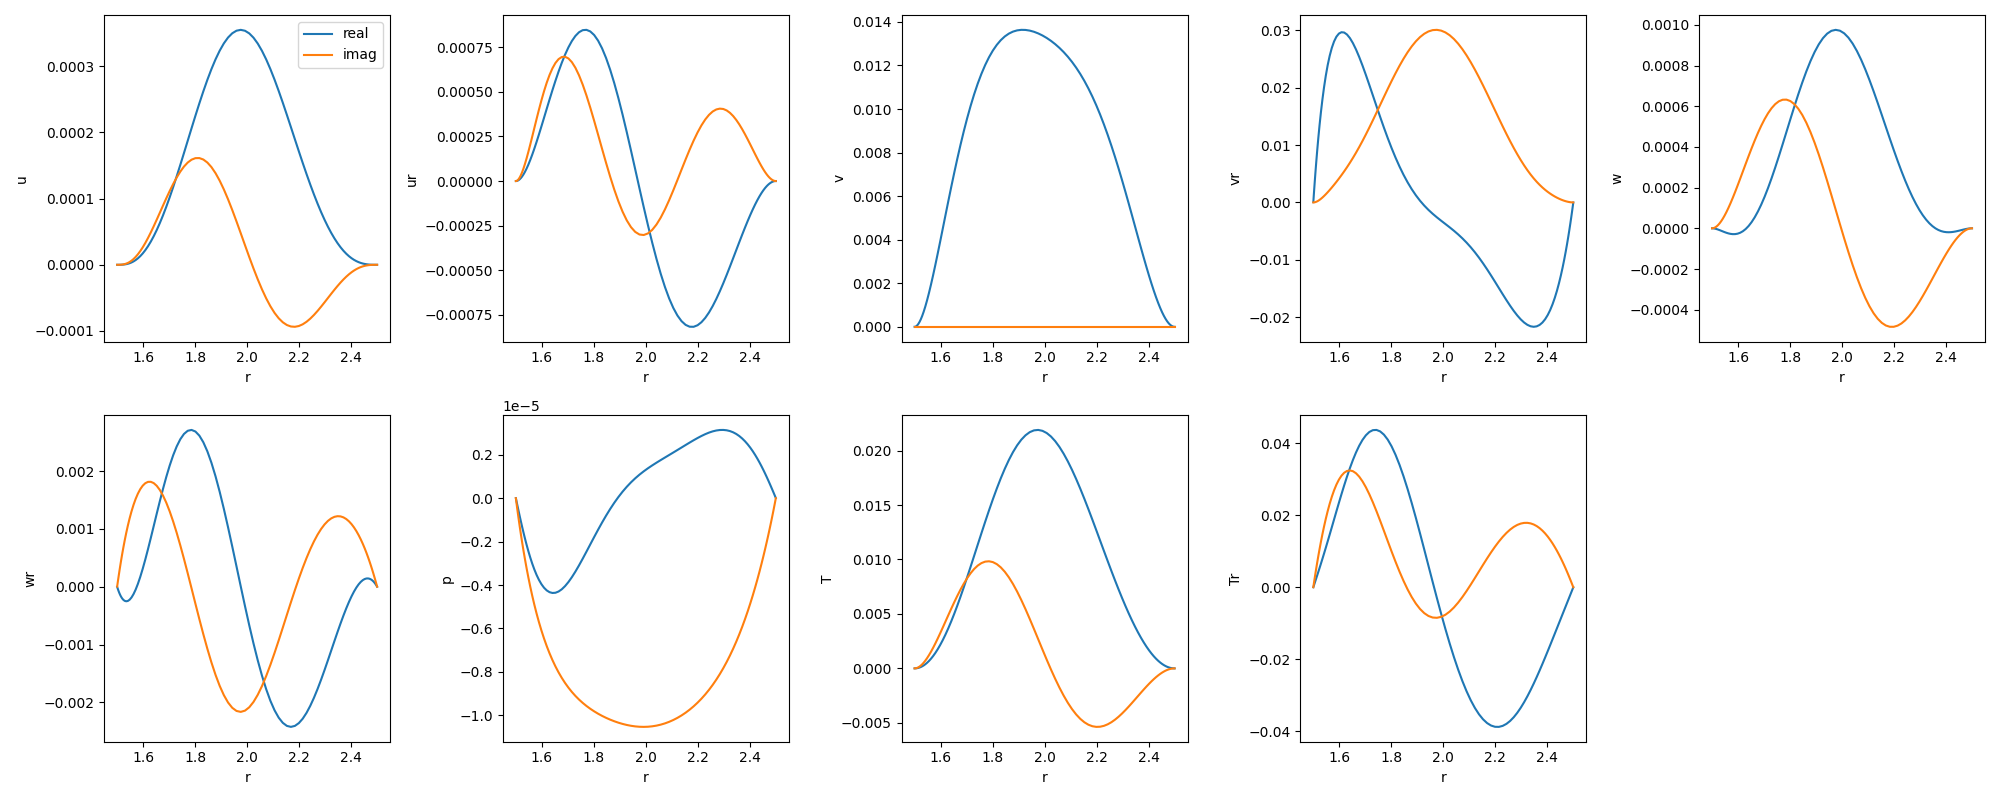 real
imag
0.0003
0.0002
0.0001
0.0000
−0.0001
u
1.6 1.8 2.0 2.2 2.4
r
0.00075
0.00050
0.00025
0.00000
−0.00025
−0.00050
−0.00075
ur
1.6 1.8 2.0 2.2 2.4
r
0.014
0.012
0.010
0.008
0.006
0.004
0.002
0.000
v
1.6 1.8 2.0 2.2 2.4
r
0.03
0.02
0.01
0.00
−0.01
−0.02
vr
1.6 1.8 2.0 2.2 2.4
r
0.0010
0.0008
0.0006
0.0004
0.0002
0.0000
−0.0002
−0.0004
w
1.6 1.8 2.0 2.2 2.4
r
0.002
0.001
0.000
−0.001
−0.002
wr
1.6 1.8 2.0 2.2 2.4
r
1e−5
0.2
0.0
−0.2
−0.4
−0.6
−0.8
−1.0
p
1.6 1.8 2.0 2.2 2.4
r
0.020
0.015
0.010
0.005
0.000
−0.005
T
1.6 1.8 2.0 2.2 2.4
r
0.04
0.02
0.00
−0.02
−0.04
Tr
1.6 1.8 2.0 2.2 2.4
r